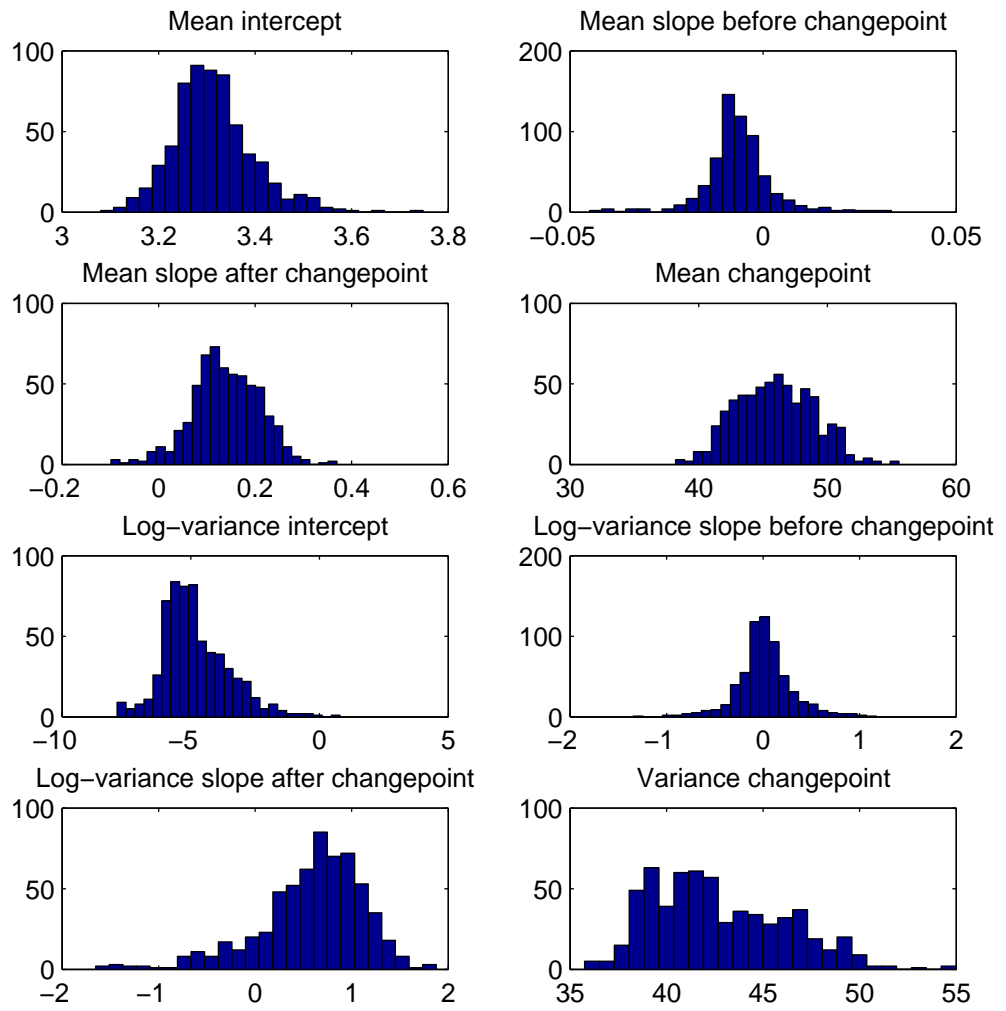 Mean intercept
100
50
0
3 3.2 3.4 3.6 3.8
Mean slope before changepoint
200
100
0
−0.05 0 0.05
Mean slope after changepoint
100
50
0
−0.2 0 0.2 0.4 0.6
Mean changepoint
100
50
0
30 40 50 60
Log−variance intercept
100
50
0
−10 −5 0 5
Log−variance slope before changepoint
200
100
0
−2 −1 0 1 2
Log−variance slope after changepoint
100
50
0
−2 −1 0 1 2
Variance changepoint
100
50
0
35 40 45 50 55